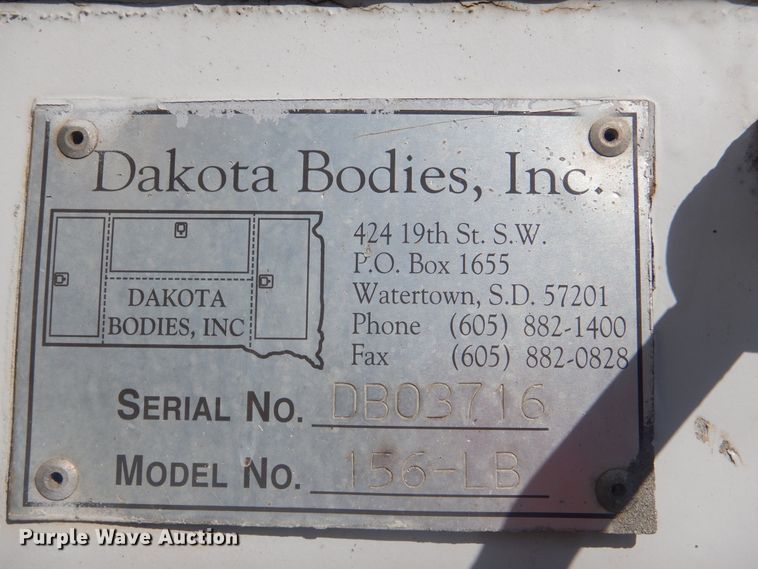 Dakota Bodies, Inc.
DAKOTA
BODIES, INC
424 19th St. S.W.
P.O. Box 1655
Watertown, S.D. 57201
Phone (605) 882-1400
Fax (605) 882-0828
SERIAL NO. DB03716
MODEL NO. 156-LB
Purple Wave Auction